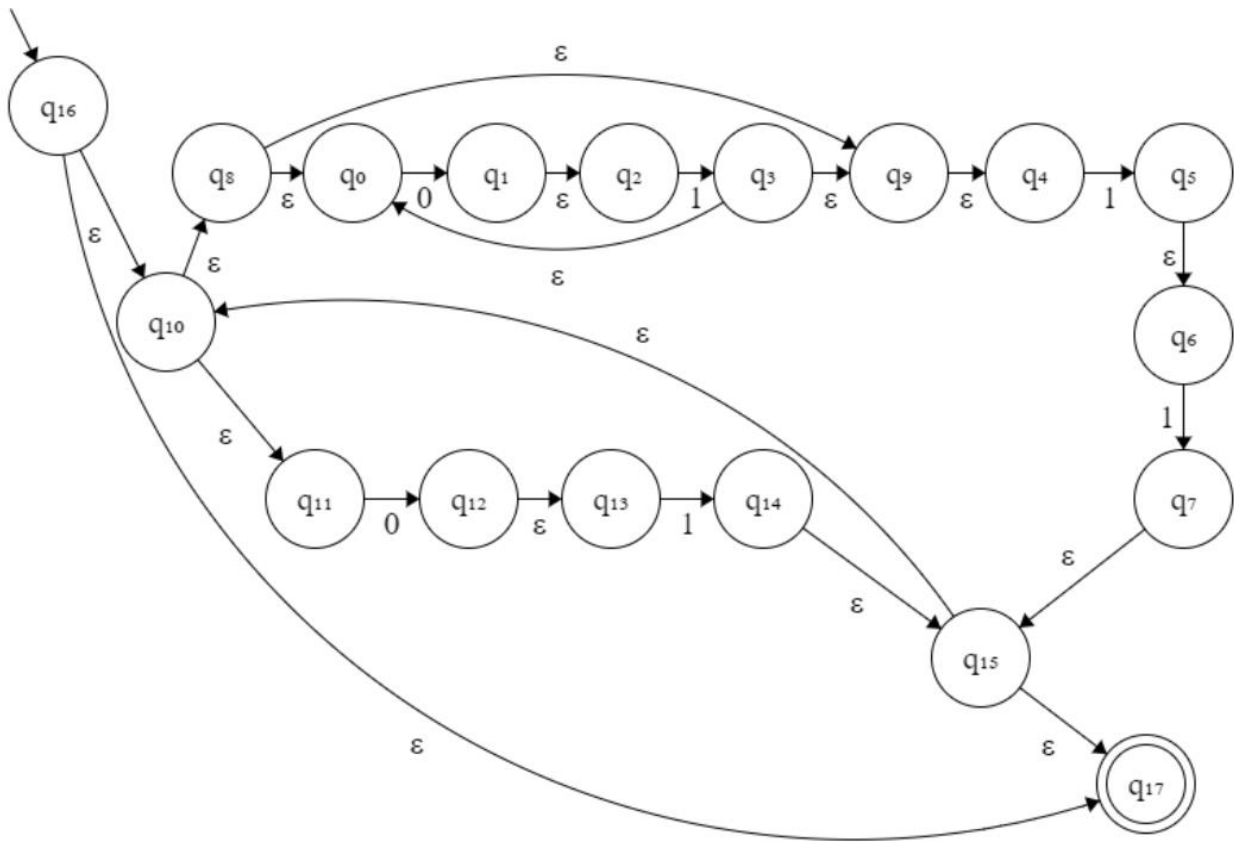 ε
q₁₆
q₈
q₀
q₁
q₂
q₃
q₉
q₄
q₅
ε
0
ε
1
ε
ε
1
ε
ε
ε
ε
q₁₀
ε
q₆
1
ε
q₁₁
q₁₂
q₁₃
q₁₄
q₇
0
ε
1
ε
ε
q₁₅
ε
ε
q₁₇